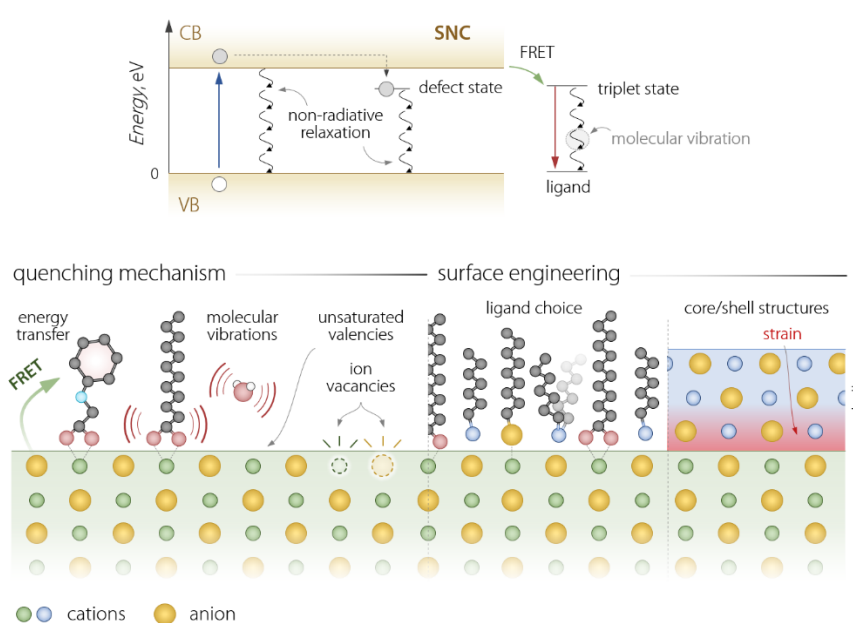 CB
SNC
FRET
Energy, eV
defect state
triplet state
non-radiative
relaxation
molecular vibration
0
ligand
VB
quenching mechanism
surface engineering
energy
transfer
molecular
vibrations
unsaturated
valencies
ligand choice
core/shell structures
strain
ion
vacancies
FRET
cations
anion